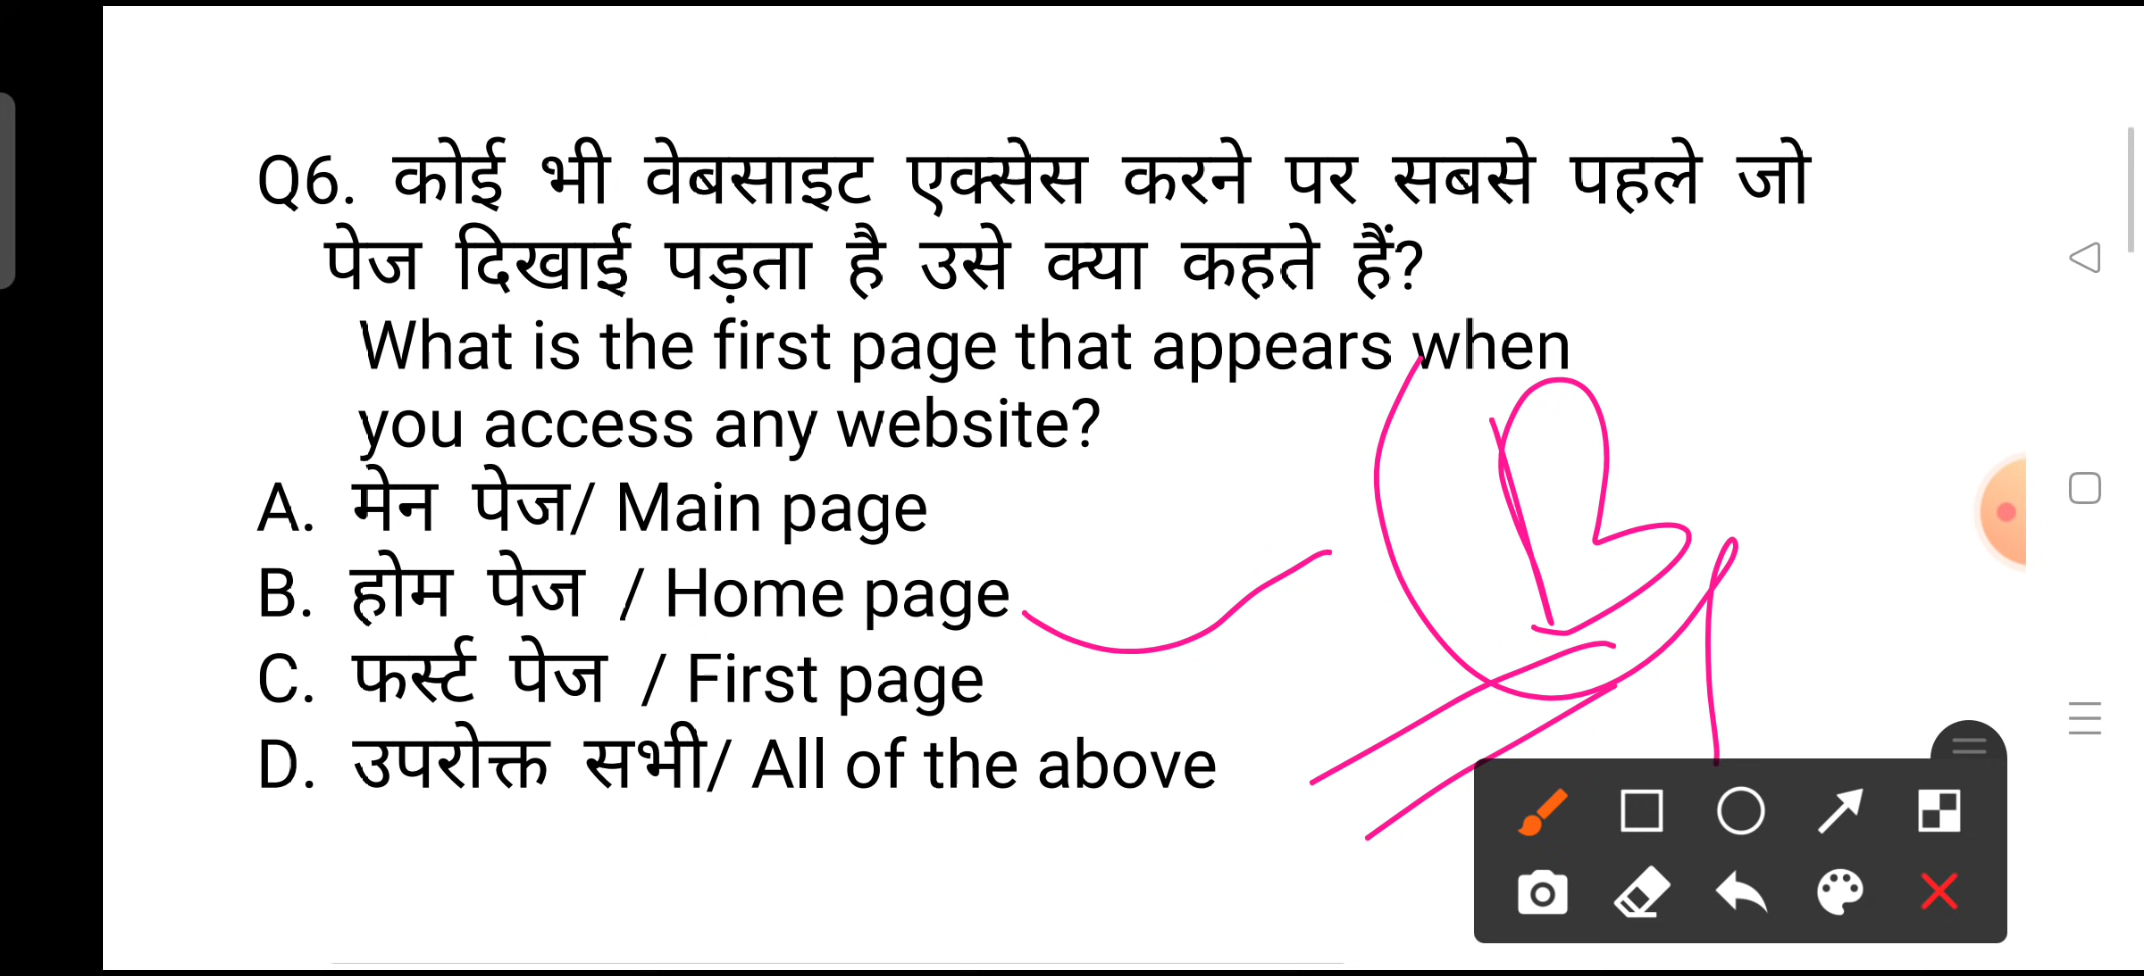 Q6. कोई भी वेबसाइट एक्सेस करने पर सबसे पहले जो
पेज दिखाई पड़ता है उसे क्या कहते हैं?
What is the first page that appears when
you access any website?
A. मेन पेज/ Main page
B. होम पेज / Home page
C. फर्स्ट पेज / First page
D. उपरोक्त सभी/ All of the above
B